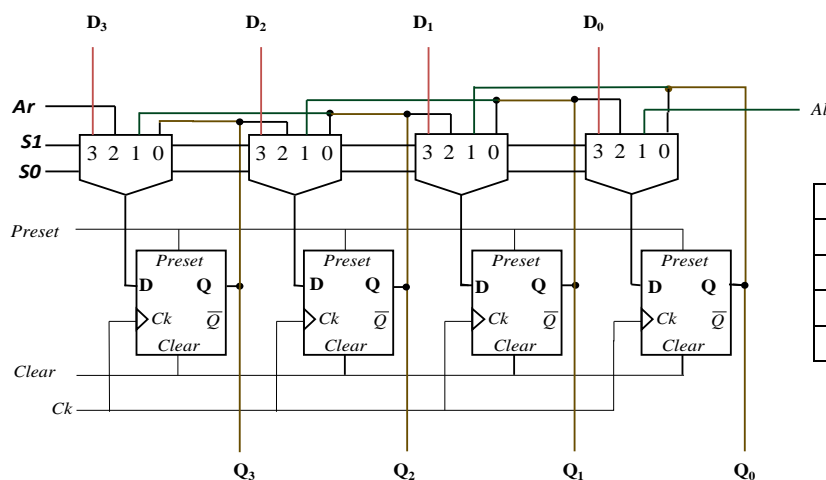 D3 D2 D1 D0
Ar Al
S1 3 2 1 0 3 2 1 0 3 2 1 0 3 2 1 0
S0
Preset
Preset Preset Preset Preset
D Q D Q D Q D Q
Ck Q̅ Ck Q̅ Ck Q̅ Ck Q̅
Clear Clear Clear Clear
Clear
Ck
Q3 Q2 Q1 Q0